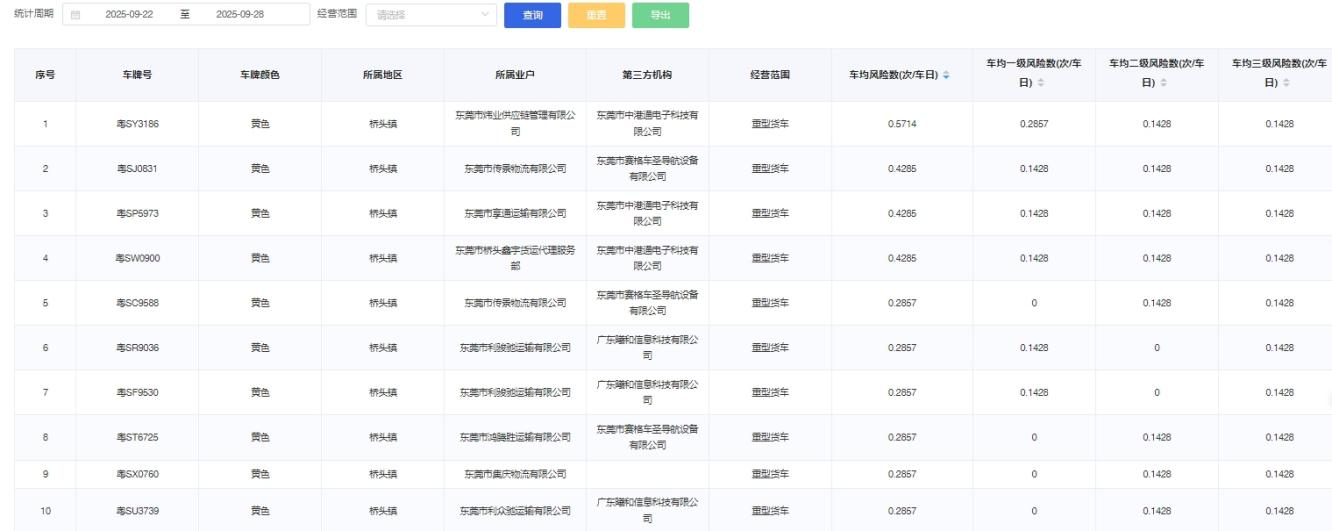 统计周期 2025-09-22 至 2025-09-28 经营范围 请选择 查询 重置 导出
序号 车牌号 车牌颜色 所属地区 所属业户 第三方机构 经营范围 车均风险数(次/车日) 车均一级风险数(次/车日) 车均二级风险数(次/车日) 车均三级风险数(次/车日)
1 粤SY3186 黄色 桥头镇 东莞市炜业供应链管理有限公司 东莞市中港通电子科技有限公司 重型货车 0.5714 0.2857 0.1428 0.1428
2 粤SJ0831 黄色 桥头镇 东莞市传景物流有限公司 东莞市赛格车圣导航设备有限公司 重型货车 0.4285 0.1428 0.1428 0.1428
3 粤SP5973 黄色 桥头镇 东莞市享通运输有限公司 东莞市中港通电子科技有限公司 重型货车 0.4285 0.1428 0.1428 0.1428
4 粤SW0900 黄色 桥头镇 东莞市桥头鑫宇货运代理服务部 东莞市中港通电子科技有限公司 重型货车 0.4285 0.1428 0.1428 0.1428
5 粤SC9588 黄色 桥头镇 东莞市传景物流有限公司 东莞市赛格车圣导航设备有限公司 重型货车 0.2857 0 0.1428 0.1428
6 粤SR9036 黄色 桥头镇 东莞市利骏驰运输有限公司 广东曦和信息科技有限公司 重型货车 0.2857 0.1428 0 0.1428
7 粤SF9530 黄色 桥头镇 东莞市利骏驰运输有限公司 广东曦和信息科技有限公司 重型货车 0.2857 0.1428 0 0.1428
8 粤ST6725 黄色 桥头镇 东莞市鸿腾胜运输有限公司 东莞市赛格车圣导航设备有限公司 重型货车 0.2857 0 0.1428 0.1428
9 粤SX0760 黄色 桥头镇 东莞市集庆物流有限公司 重型货车 0.2857 0 0.1428 0.1428
10 粤SU3739 黄色 桥头镇 东莞市利众驰运输有限公司 广东曦和信息科技有限公司 重型货车 0.2857 0 0.1428 0.1428